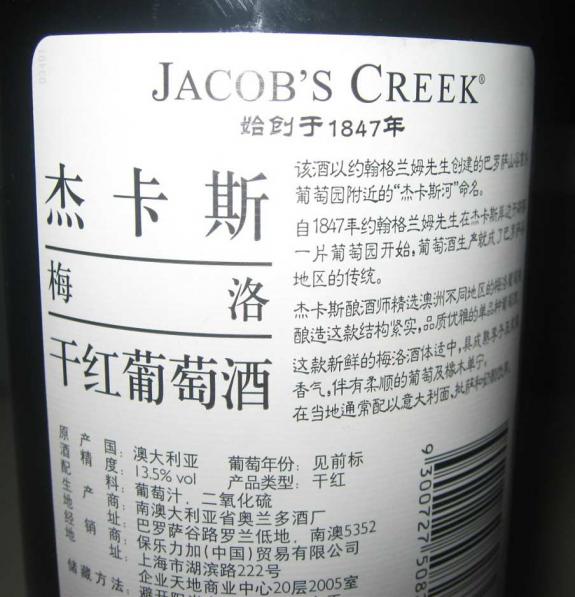 JACOB'S CREEK®
始创于1847年
杰卡斯
梅洛
干红葡萄酒
该酒以约翰格兰姆先生创建的巴罗萨山谷
葡萄园附近的“杰卡斯河”命名。
自1847年约翰格兰姆先生在杰卡斯岸边
一片葡萄园开始,葡萄酒生产就成了巴罗萨
地区的传统。
杰卡斯酿酒师精选澳洲不同地区的梅洛葡萄
酿造这款结构紧实,品质优雅的单品种葡萄
这款新鲜的梅洛酒体适中,具成熟李子
香气,伴有柔顺的葡萄及橡木单宁。
在当地通常配以意大利面、
原产国:澳大利亚 葡萄年份:见前标
酒精度:13.5% vol 产品类型:干红
配料:葡萄汁、二氧化硫
生产商:南澳大利亚省奥兰多酒厂
地址:巴罗萨谷路罗兰低地,南澳5352
经销商:保乐力加(中国)贸易有限公司
地址:上海市湖滨路222号
企业天地商业中心20层2005室
储藏方法:避开阳
9 300727 508